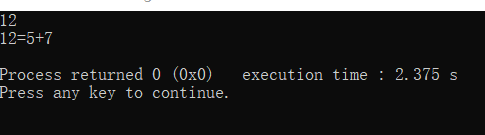 12
12=5+7
Process returned 0 (0x0)   execution time : 2.375 s
Press any key to continue.